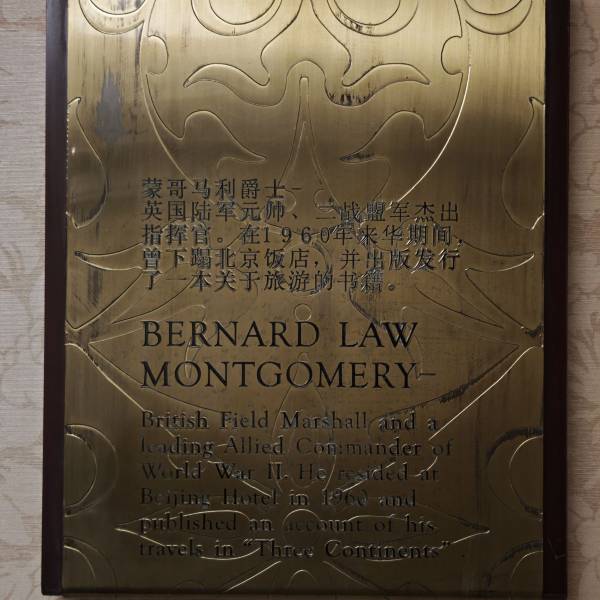 蒙哥马利爵士－
英国陆军元帅、二战盟军杰出
指挥官。在1960年来华期间，
曾下蹋北京饭店，并出版发行
了一本关于旅游的书籍。
BERNARD LAW
MONTGOMERY–
British Field Marshall and a
leading Allied Commander of
World War II. He resided at
Beijing Hotel in 1960 and
published an account of his
travels in “Three Continents”.